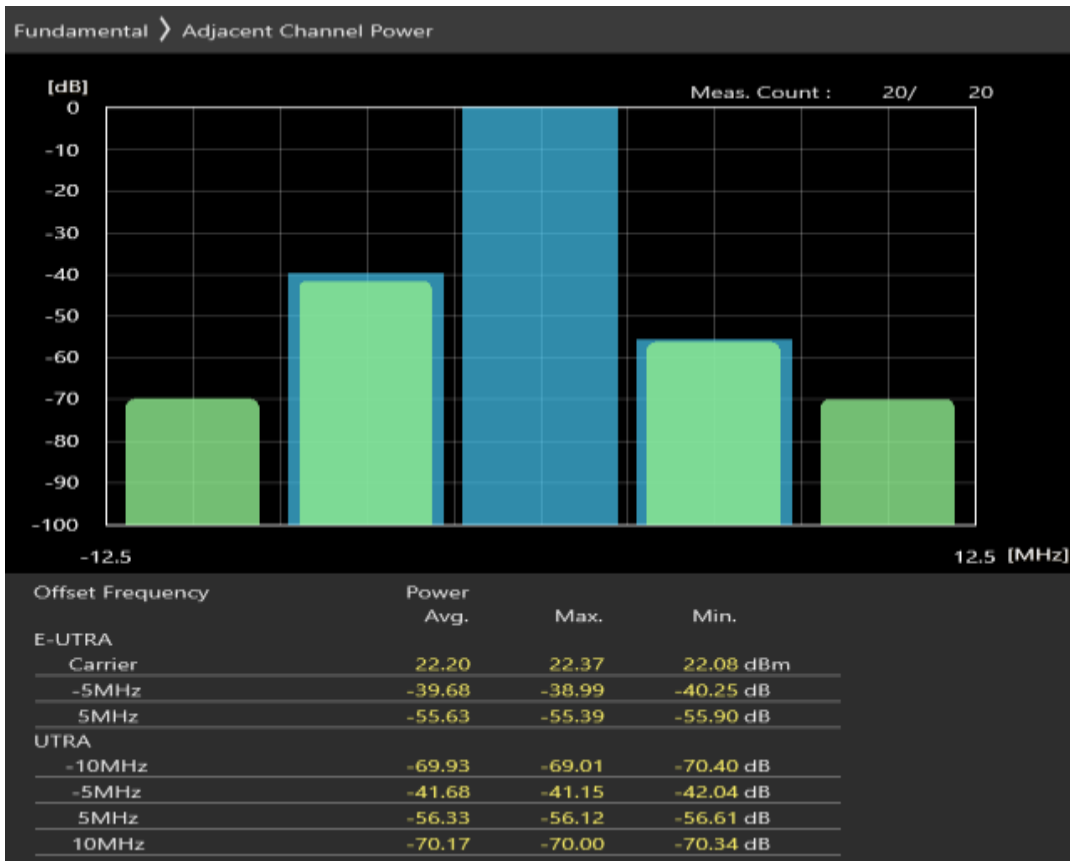 Fundamental ❯ Adjacent Channel Power
[dB]
Meas. Count : 20/ 20
0
-10
-20
-30
-40
-50
-60
-70
-80
-90
-100
-12.5 12.5 [MHz]
Offset Frequency Power
Avg. Max. Min.
E-UTRA
Carrier 22.20 22.37 22.08 dBm
-5MHz -39.68 -38.99 -40.25 dB
5MHz -55.63 -55.39 -55.90 dB
UTRA
-10MHz -69.93 -69.01 -70.40 dB
-5MHz -41.68 -41.15 -42.04 dB
5MHz -56.33 -56.12 -56.61 dB
10MHz -70.17 -70.00 -70.34 dB